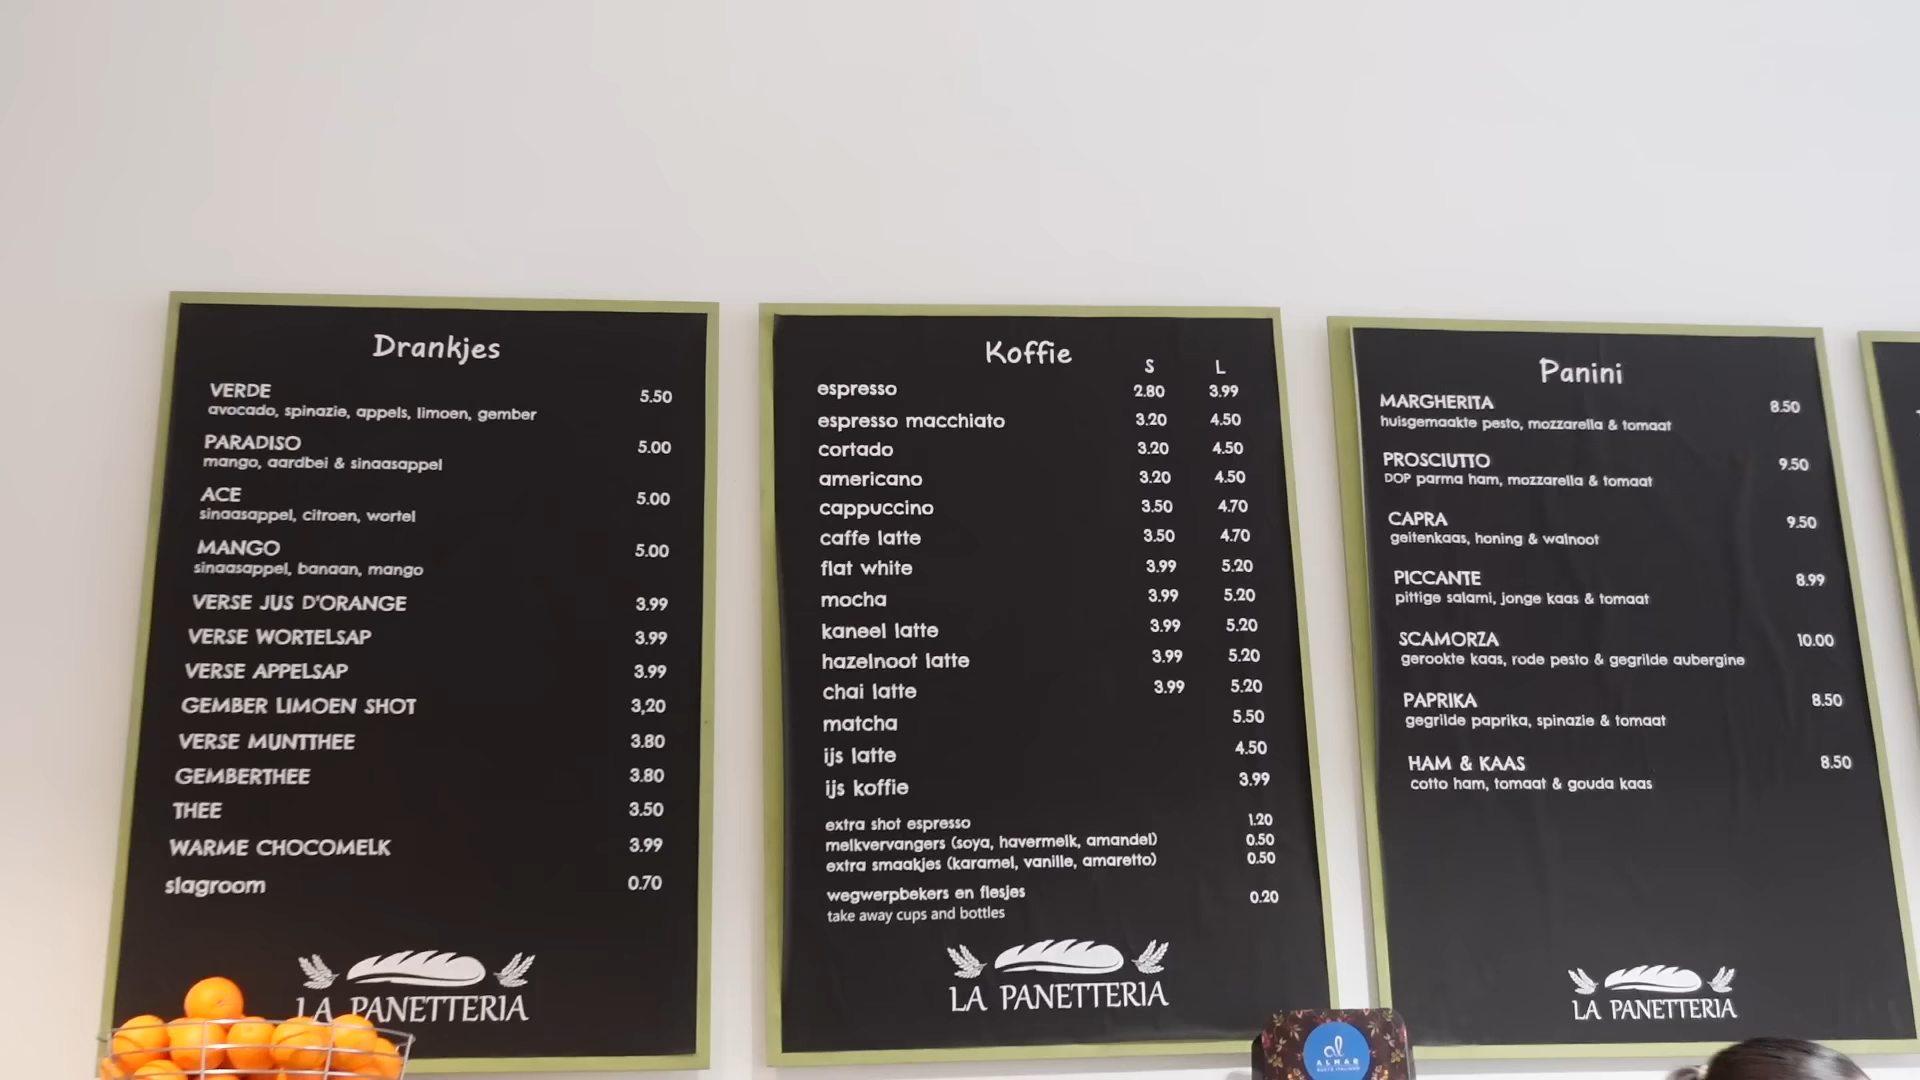 Drankjes
VERDE 5.50
avocado, spinazie, appels, limoen, gember
PARADISO 5.00
mango, aardbei & sinaasappel
ACE 5.00
sinaasappel, citroen, wortel
MANGO 5.00
sinaasappel, banaan, mango
VERSE JUS D'ORANGE 3.99
VERSE WORTELSAP 3.99
VERSE APPELSAP 3.99
GEMBER LIMOEN SHOT 3,20
VERSE MUNTTHEE 3.80
GEMBERTHEE 3.80
THEE 3.50
WARME CHOCOMELK 3.99
slagroom 0.70
LA PANETTERIA
Koffie
S L
espresso 2.80 3.99
espresso macchiato 3.20 4.50
cortado 3.20 4.50
americano 3.20 4.50
cappuccino 3.50 4.70
caffe latte 3.50 4.70
flat white 3.99 5.20
mocha 3.99 5.20
kaneel latte 3.99 5.20
hazelnoot latte 3.99 5.20
chai latte 3.99 5.20
matcha 5.50
ijs latte 4.50
ijs koffie 3.99
extra shot espresso 1.20
melkvervangers (soya, havermelk, amandel) 0.50
extra smaakjes (karamel, vanille, amaretto) 0.50
wegwerpbekers en flesjes 0.20
take away cups and bottles
LA PANETTERIA
Panini
MARGHERITA 8.50
huisgemaakte pesto, mozzarella & tomaat
PROSCIUTTO 9.50
DOP parma ham, mozzarella & tomaat
CAPRA 9.50
geitenkaas, honing & walnoot
PICCANTE 8.99
pittige salami, jonge kaas & tomaat
SCAMORZA 10.00
gerookte kaas, rode pesto & gegrilde aubergine
PAPRIKA 8.50
gegrilde paprika, spinazie & tomaat
HAM & KAAS 8.50
cotto ham, tomaat & gouda kaas
LA PANETTERIA
al
ALMAR